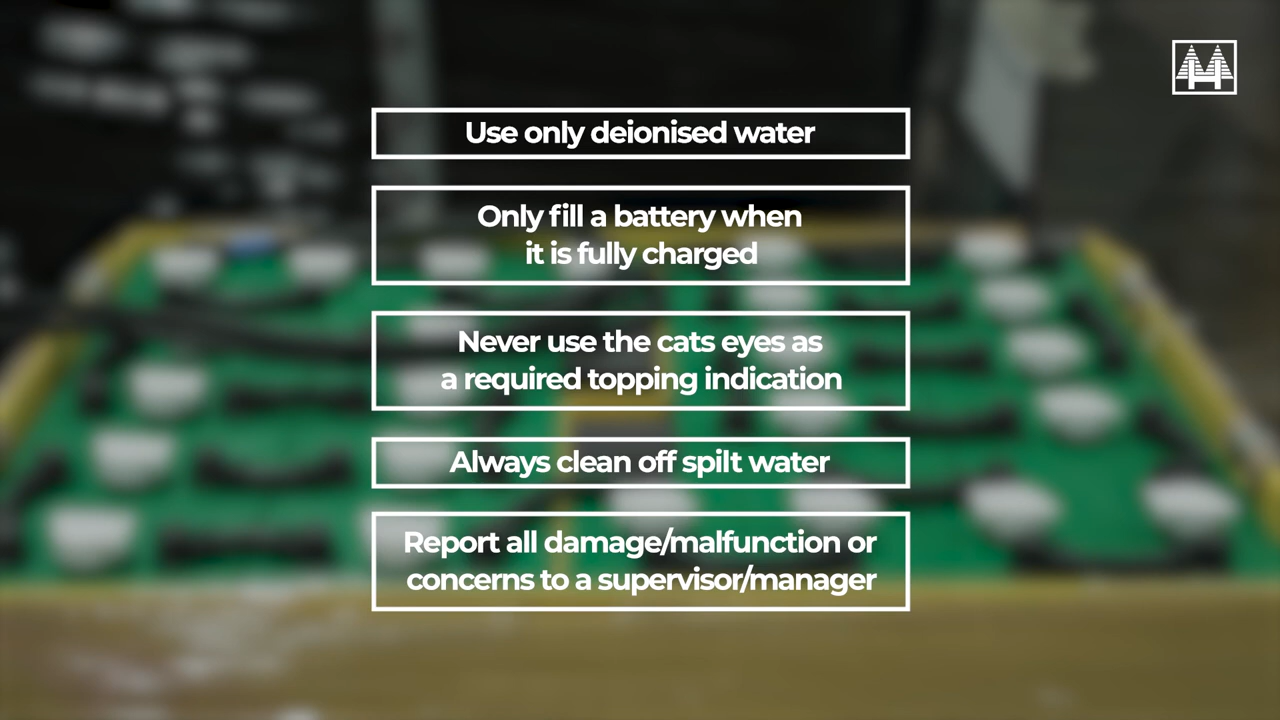 Use only deionised water
Only fill a battery when
it is fully charged
Never use the cats eyes as
a required topping indication
Always clean off spilt water
Report all damage/malfunction or
concerns to a supervisor/manager